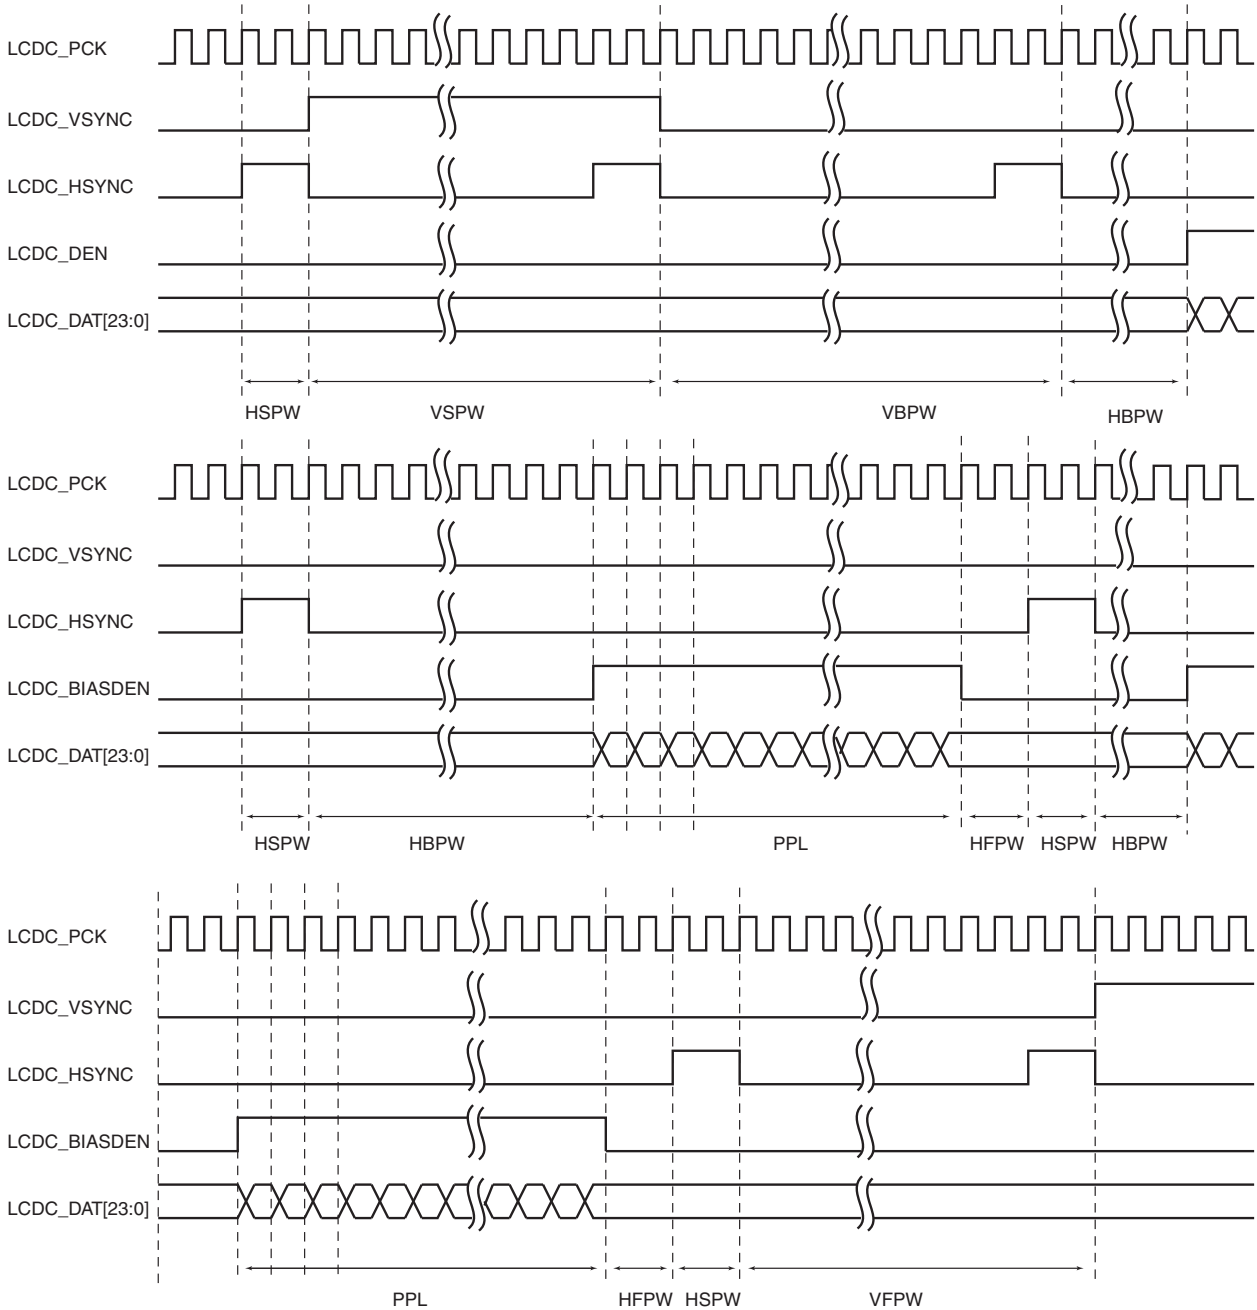 LCDC_PCK
LCDC_VSYNC
LCDC_HSYNC
LCDC_DEN
LCDC_DAT[23:0]
HSPW VSPW VBPW HBPW
LCDC_PCK
LCDC_VSYNC
LCDC_HSYNC
LCDC_BIASDEN
LCDC_DAT[23:0]
HSPW HBPW PPL HFPW HSPW HBPW
LCDC_PCK
LCDC_VSYNC
LCDC_HSYNC
LCDC_BIASDEN
LCDC_DAT[23:0]
PPL HFPW HSPW VFPW